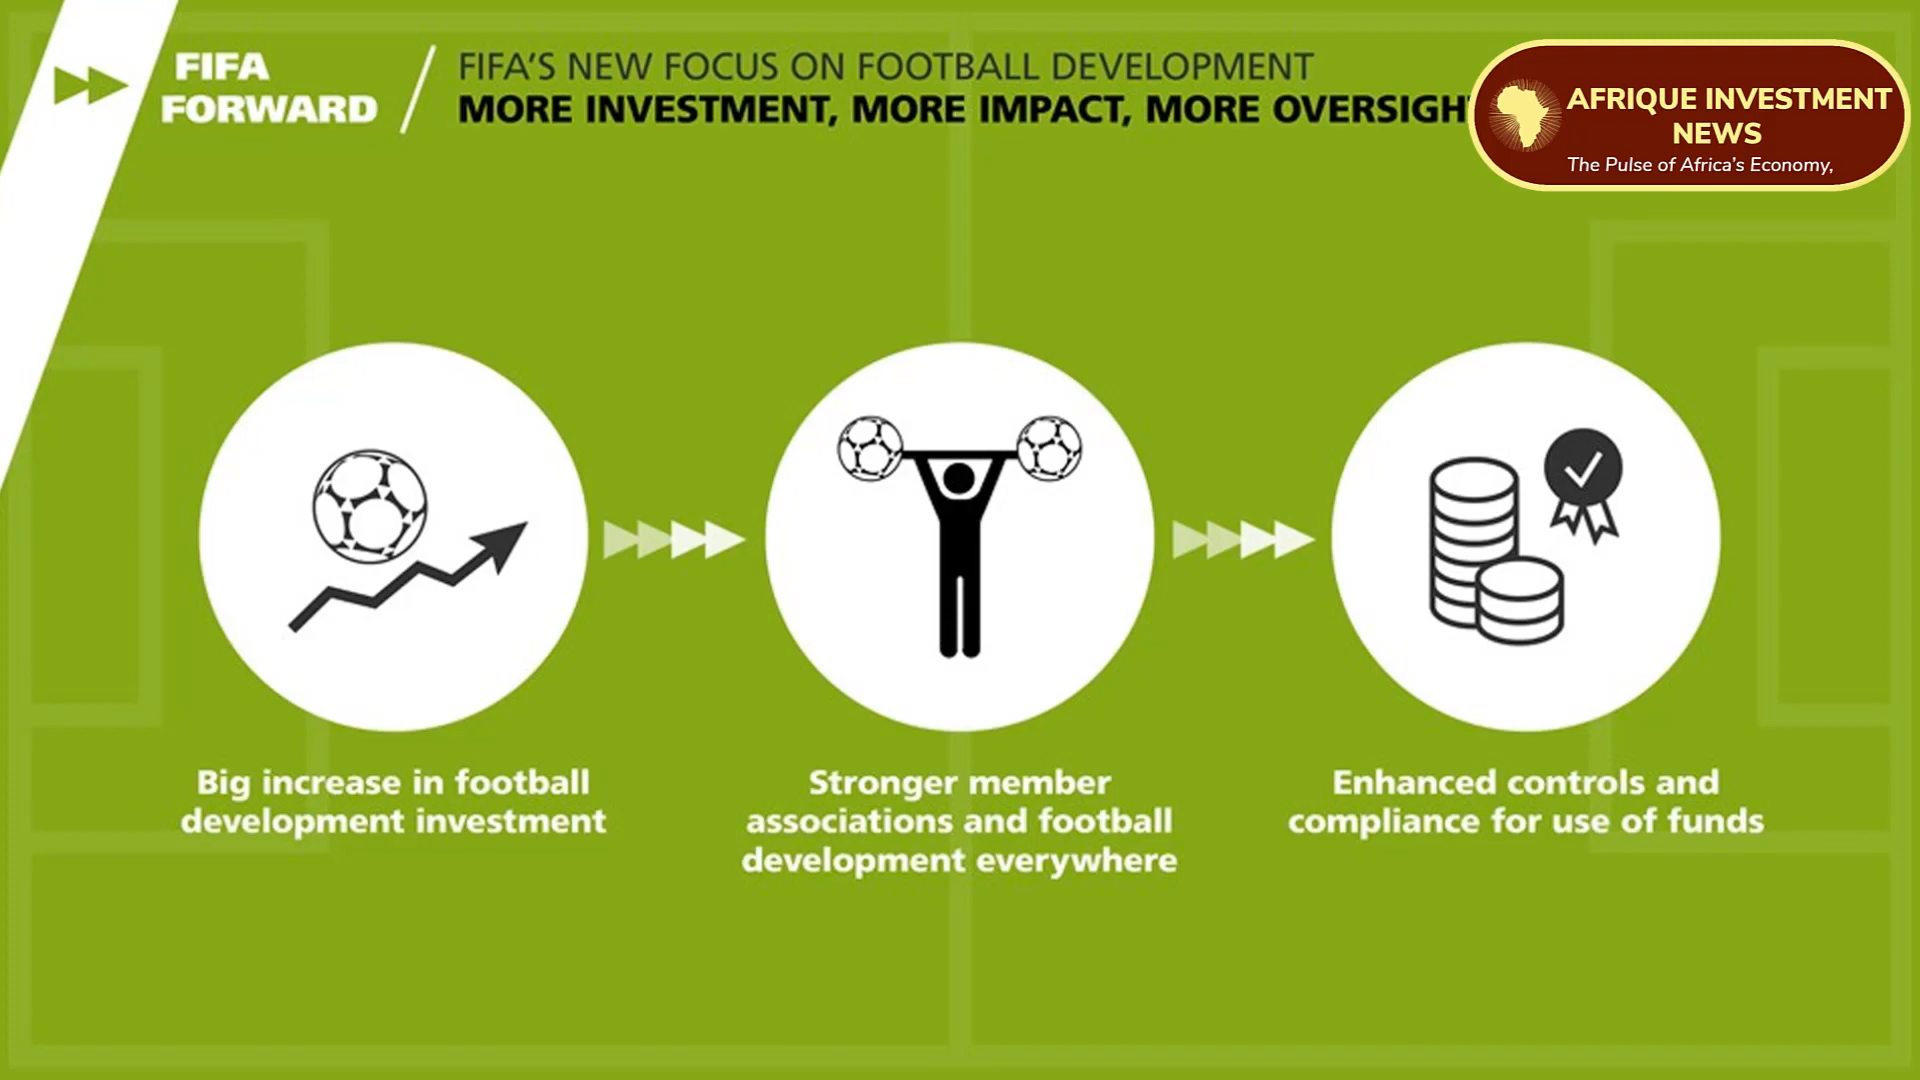 FIFA
FORWARD
FIFA'S NEW FOCUS ON FOOTBALL DEVELOPMENT
MORE INVESTMENT, MORE IMPACT, MORE OVERSIGH
AFRIQUE INVESTMENT
NEWS
The Pulse of Africa's Economy,
Big increase in football
development investment
Stronger member
associations and football
development everywhere
Enhanced controls and
compliance for use of funds